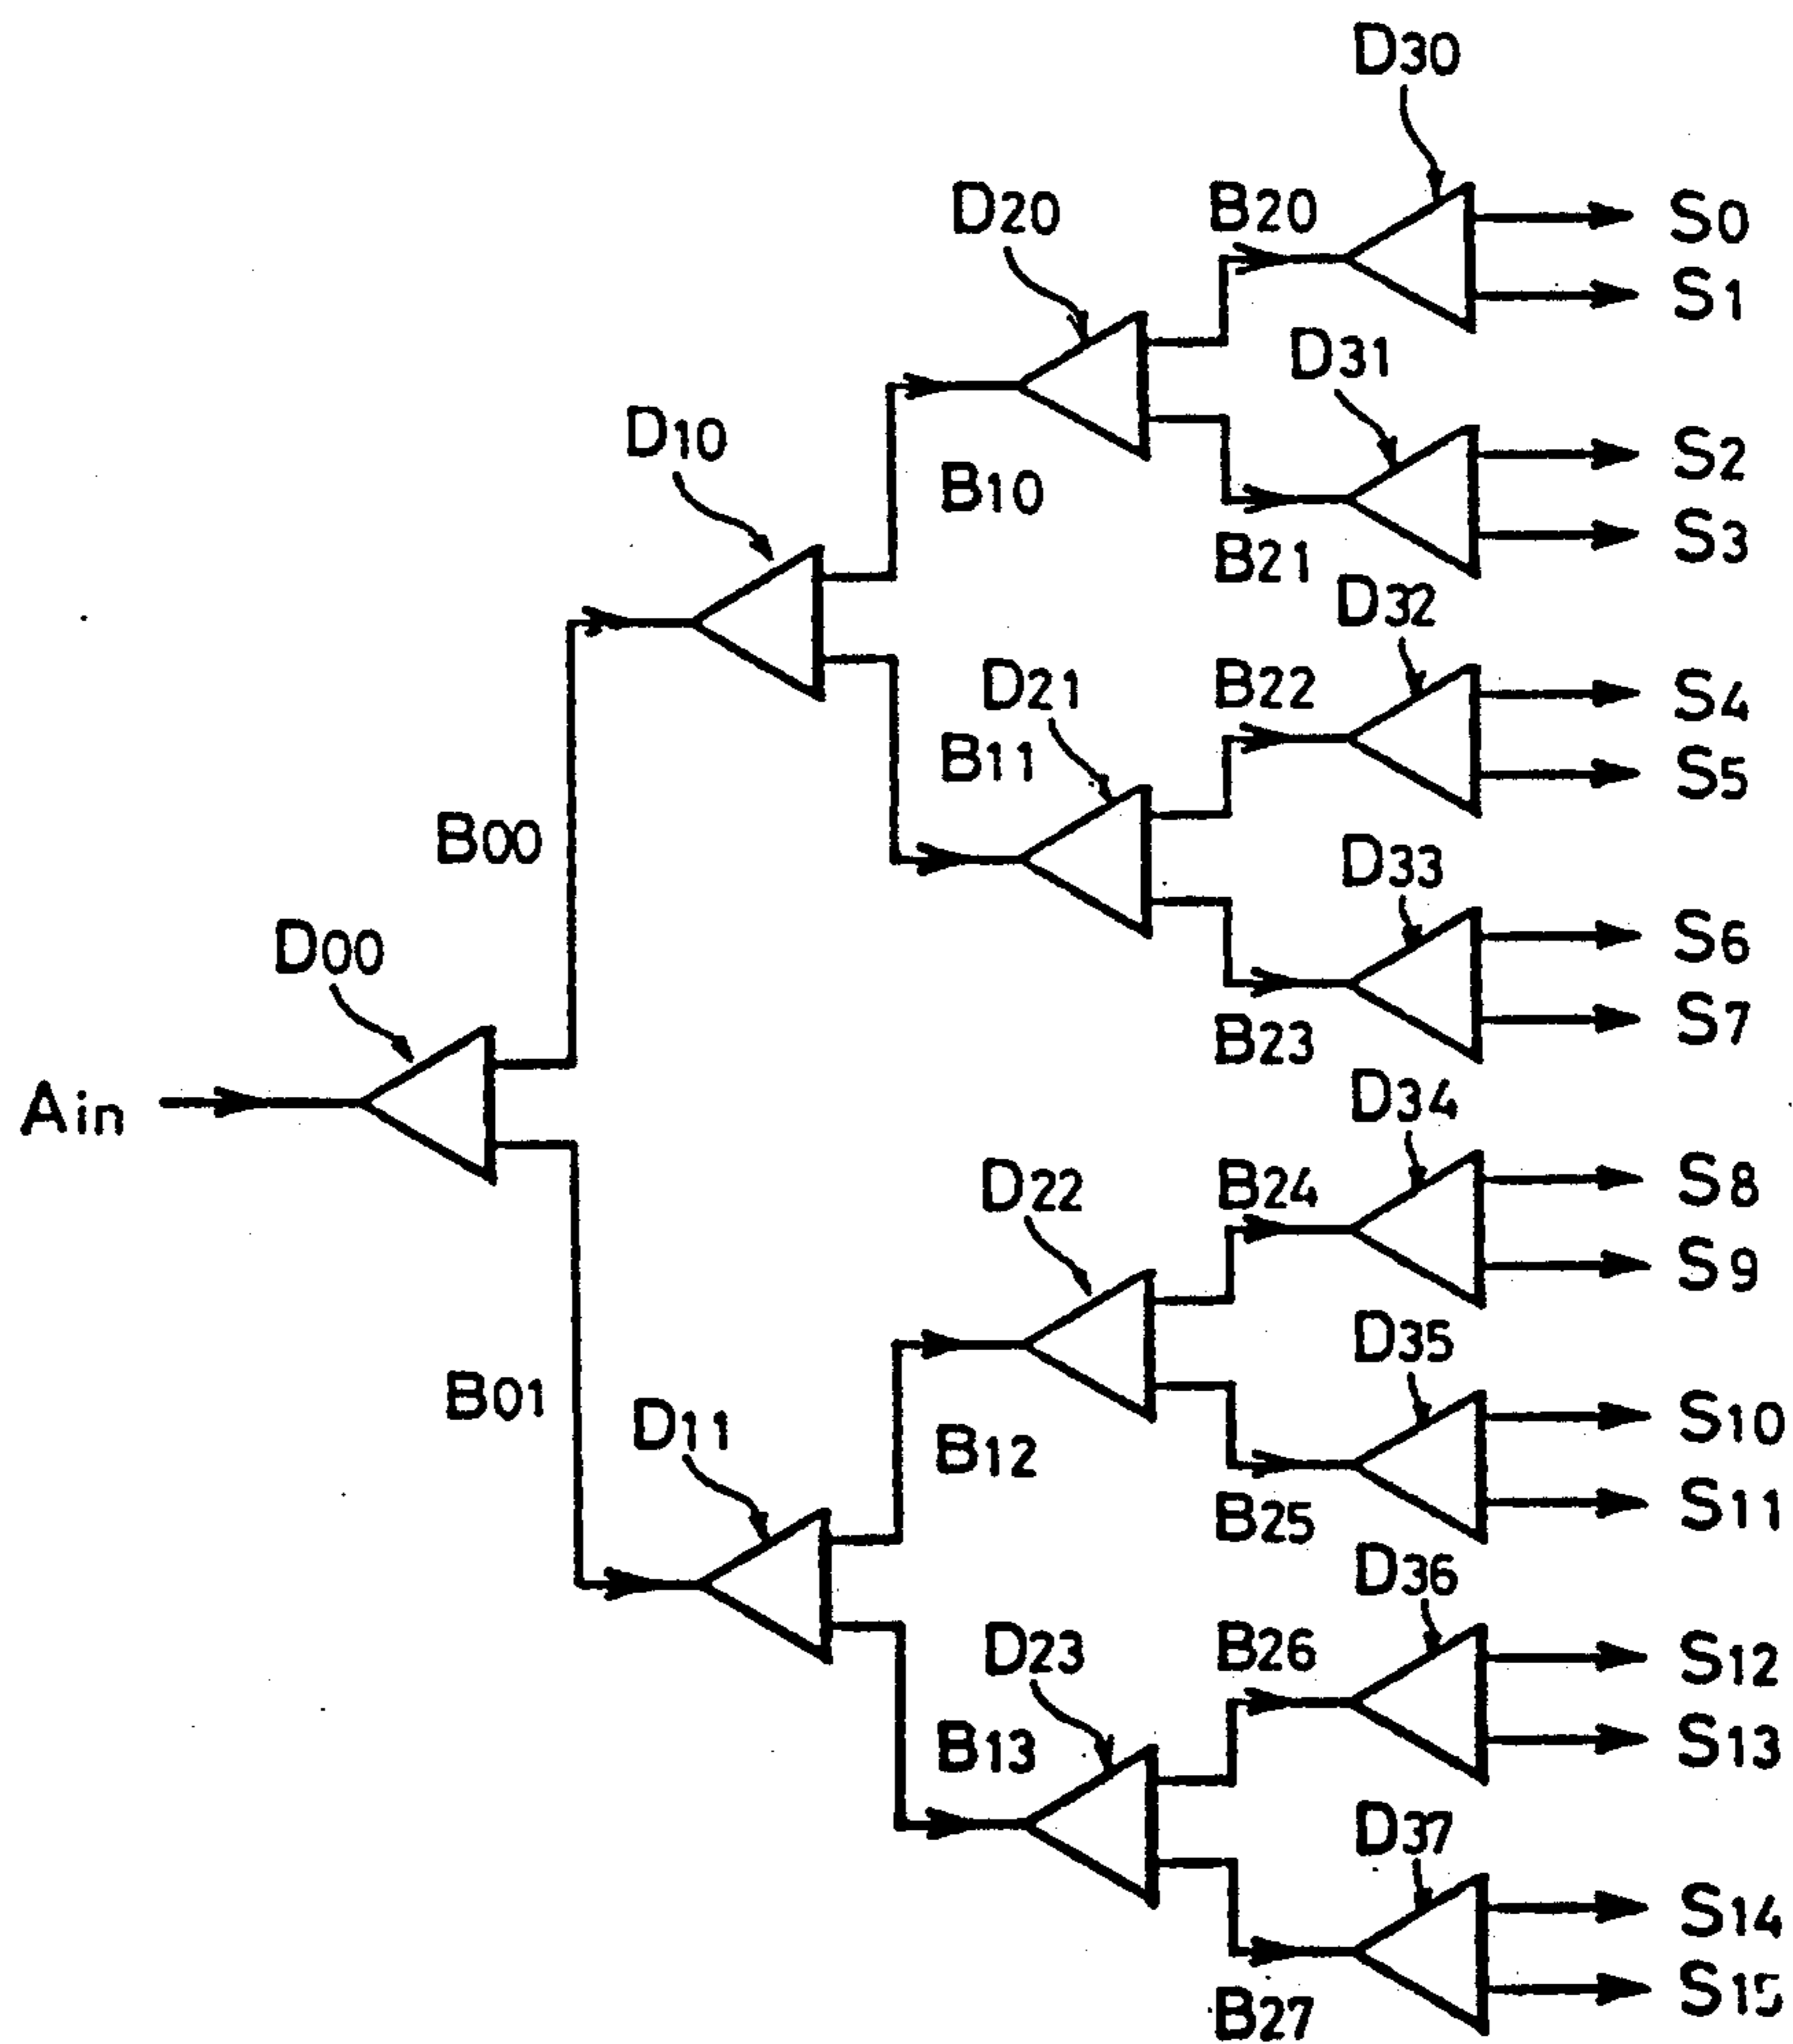 D30
D20
B20
S0
S1
D31
D10
B10
S2
S3
B21
D32
D21
B22
B11
S4
S5
B00
D33
D00
S6
S7
B23
Ain
D34
D22
B24
S8
S9
D35
B01
D11
B12
S10
S11
B25
D36
D23
B26
S12
S13
B13
D37
S14
S15
B27